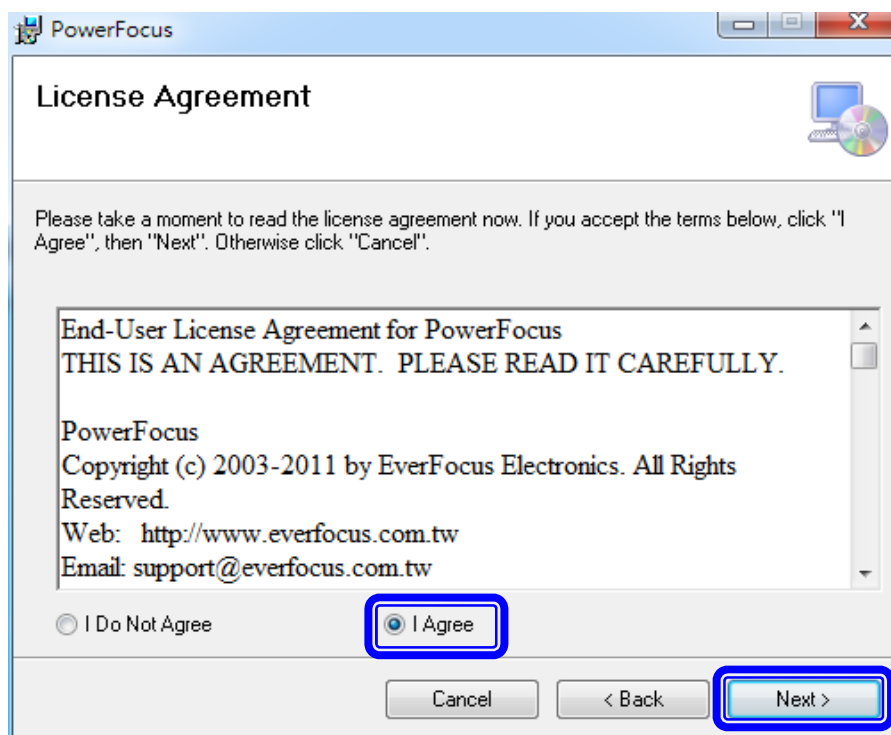 PowerFocus
License Agreement
Please take a moment to read the license agreement now. If you accept the terms below, click "I
Agree", then "Next". Otherwise click "Cancel".
End-User License Agreement for PowerFocus
THIS IS AN AGREEMENT.  PLEASE READ IT CAREFULLY.
PowerFocus
Copyright (c) 2003-2011 by EverFocus Electronics. All Rights
Reserved.
Web:   http://www.everfocus.com.tw
Email: support@everfocus.com.tw
I Do Not Agree
I Agree
Cancel
< Back
Next >